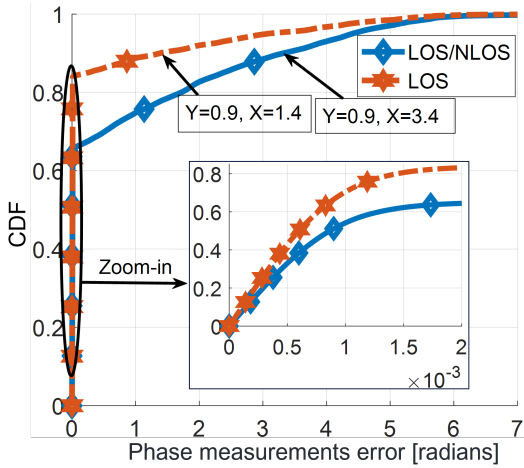 1
0.8
0.6
0.4
0.2
0
CDF
LOS/NLOS
LOS
Y=0.9, X=1.4
Y=0.9, X=3.4
Zoom-in
0.8
0.6
0.4
0.2
0
0 0.5 1 1.5 2
×10⁻³
0 1 2 3 4 5 6 7
Phase measurements error [radians]